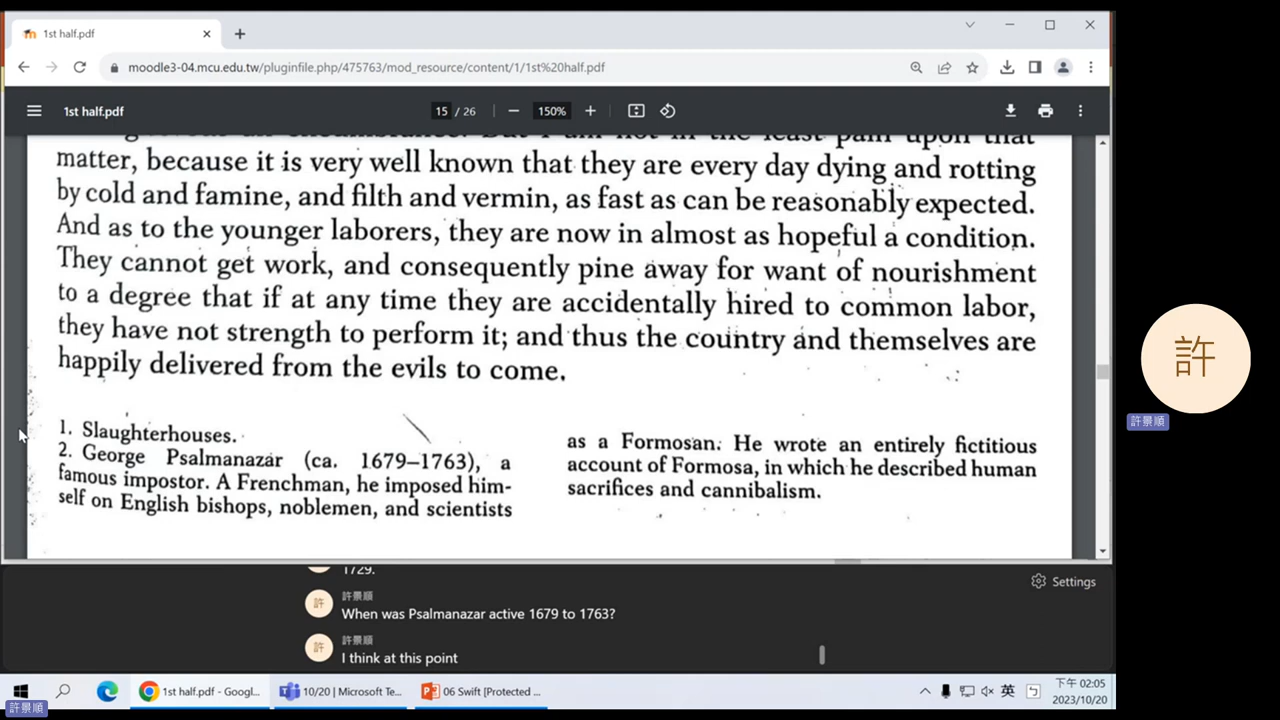 1st half.pdf
moodle3-04.mcu.edu.tw/pluginfile.php/475763/mod_resource/content/1/1st%20half.pdf
1st half.pdf
15 / 26
150%
matter, because it is very well known that they are every day dying and rotting
by cold and famine, and filth and vermin, as fast as can be reasonably expected.
And as to the younger laborers, they are now in almost as hopeful a condition.
They cannot get work, and consequently pine away for want of nourishment
to a degree that if at any time they are accidentally hired to common labor,
they have not strength to perform it; and thus the country and themselves are
happily delivered from the evils to come.
1. Slaughterhouses.
2. George Psalmanazar (ca. 1679–1763), a
famous impostor. A Frenchman, he imposed him-
self on English bishops, noblemen, and scientists
as a Formosan. He wrote an entirely fictitious
account of Formosa, in which he described human
sacrifices and cannibalism.
許
許景順
1729.
Settings
許
許景順
When was Psalmanazar active 1679 to 1763?
許
許景順
I think at this point
1st half.pdf - Googl...
10/20 | Microsoft Te...
06 Swift [Protected ...
英
下午 02:05
2023/10/20
許景順